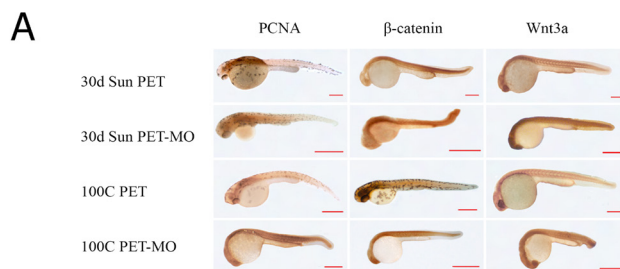 A
PCNA β-catenin Wnt3a
30d Sun PET
30d Sun PET-MO
100C PET
100C PET-MO